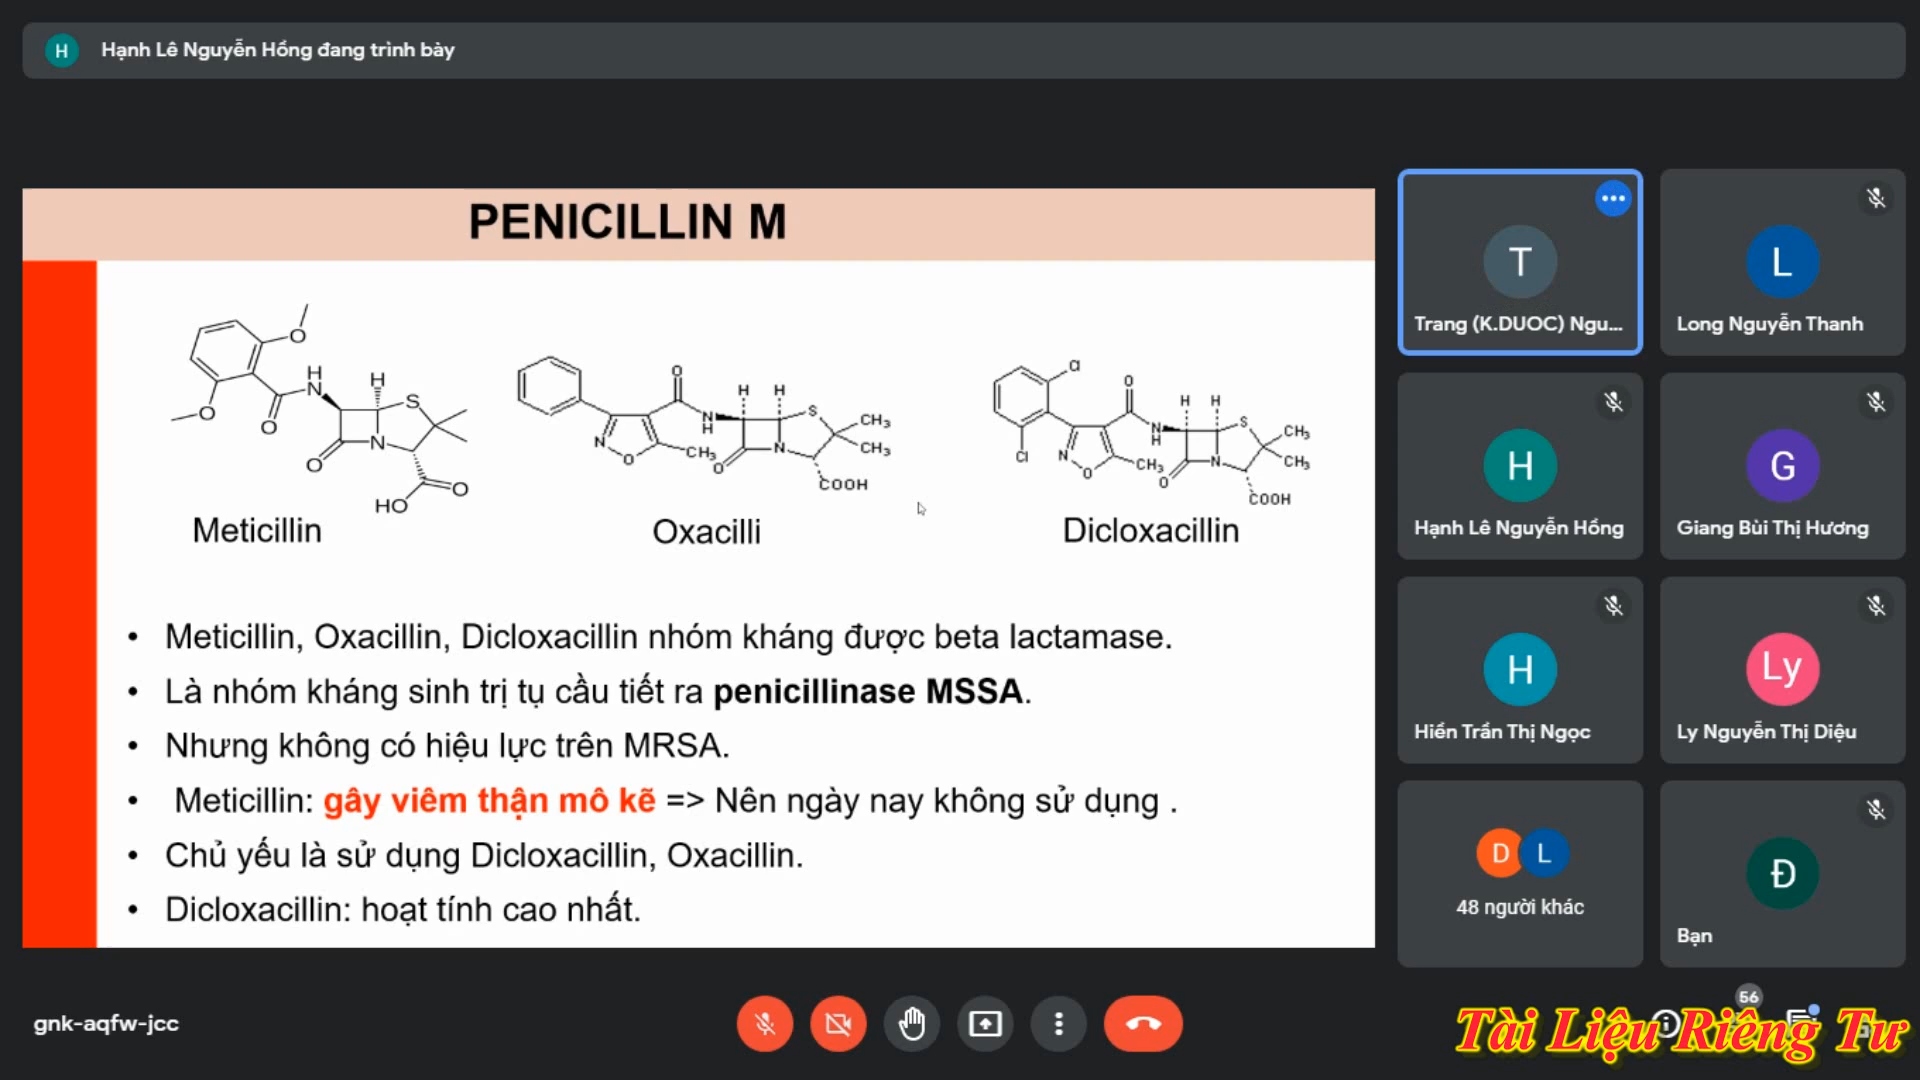 H Hạnh Lê Nguyễn Hồng đang trình bày
PENICILLIN M
Meticillin
Oxacilli
Dicloxacillin
• Meticillin, Oxacillin, Dicloxacillin nhóm kháng được beta lactamase.
• Là nhóm kháng sinh trị tụ cầu tiết ra penicillinase MSSA.
• Nhưng không có hiệu lực trên MRSA.
• Meticillin: gây viêm thận mô kẽ => Nên ngày nay không sử dụng .
• Chủ yếu là sử dụng Dicloxacillin, Oxacillin.
• Dicloxacillin: hoạt tính cao nhất.
T
Trang (K.DUOC) Ngu...
L
Long Nguyễn Thanh
H
Hạnh Lê Nguyễn Hồng
G
Giang Bùi Thị Hương
H
Hiền Trần Thị Ngọc
Ly
Ly Nguyễn Thị Diệu
D L
48 người khác
Đ
Bạn
gnk-aqfw-jcc
56
Tài Liệu Riêng Tư